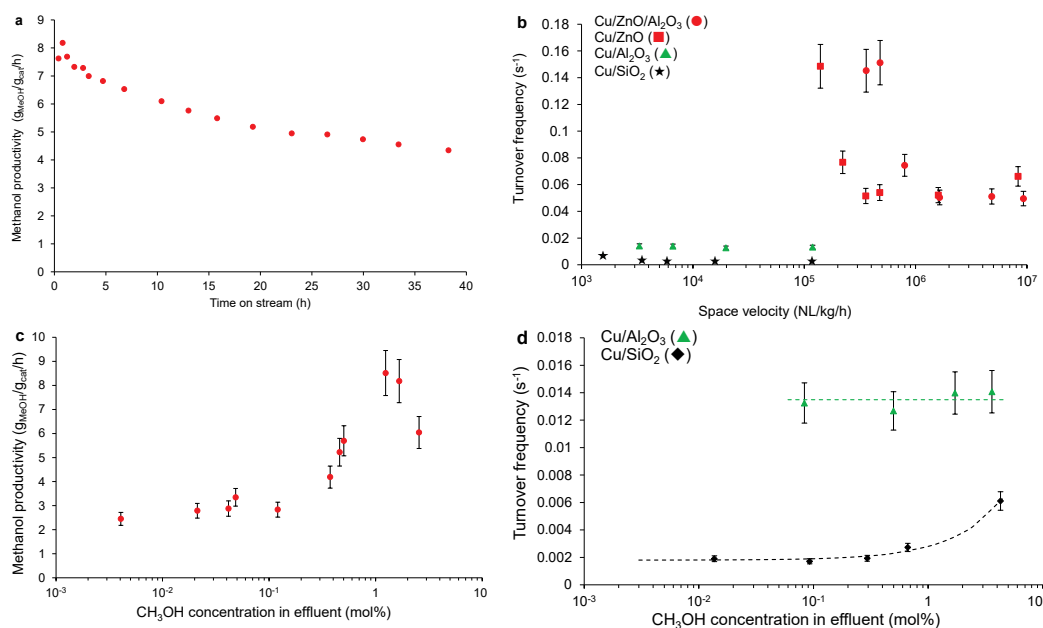 a
Methanol productivity (gMeOH/gcat/h)
9
8
7
6
5
4
3
2
1
0
0 5 10 15 20 25 30 35 40
Time on stream (h)
b
Cu/ZnO/Al₂O₃ (●)
Cu/ZnO (■)
Cu/Al₂O₃ (▲)
Cu/SiO₂ (★)
Turnover frequency (s⁻¹)
0.18
0.16
0.14
0.12
0.10
0.08
0.06
0.04
0.02
0
10³ 10⁴ 10⁵ 10⁶ 10⁷
Space velocity (NL/kg/h)
c
Methanol productivity (gMeOH/gcat/h)
10
9
8
7
6
5
4
3
2
1
0
10⁻³ 10⁻² 10⁻¹ 1 10
CH₃OH concentration in effluent (mol%)
d
Cu/Al₂O₃ (▲)
Cu/SiO₂ (◆)
Turnover frequency (s⁻¹)
0.018
0.016
0.014
0.012
0.010
0.008
0.006
0.004
0.002
0
10⁻³ 10⁻² 10⁻¹ 1 10
CH₃OH concentration in effluent (mol%)